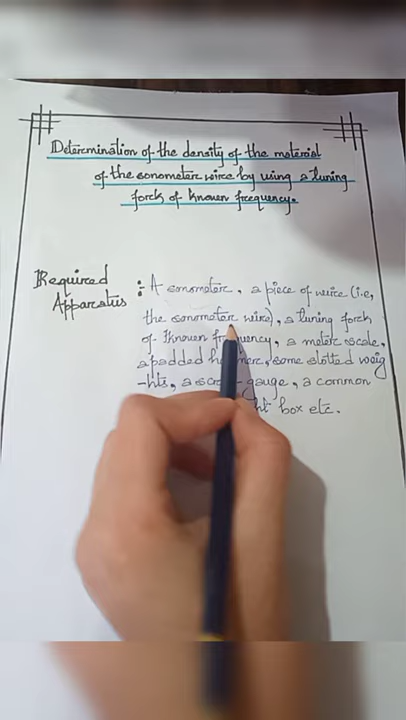 Determination of the density of the material
of the sonometer wire by using a tuning
fork of known frequency.
Required
Apparatus :
A sonometer, a piece of wire (i.e,
the sonometer wire), a tuning fork
of known frequency, a meter scale,
a padded hammer, some slotted weig
-hts, a screw-gauge, a common
box etc.